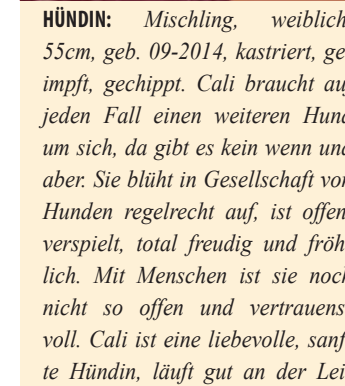 HÜNDIN: Mischling, weiblich
55cm, geb. 09-2014, kastriert, ge
impft, gechippt. Cali braucht au
jeden Fall einen weiteren Hund
um sich, da gibt es kein wenn und
aber. Sie blüht in Gesellschaft von
Hunden regelrecht auf, ist offen
verspielt, total freudig und fröh
lich. Mit Menschen ist sie noch
nicht so offen und vertrauens
voll. Cali ist eine liebevolle, sanf
te Hündin, läuft gut an der Lei